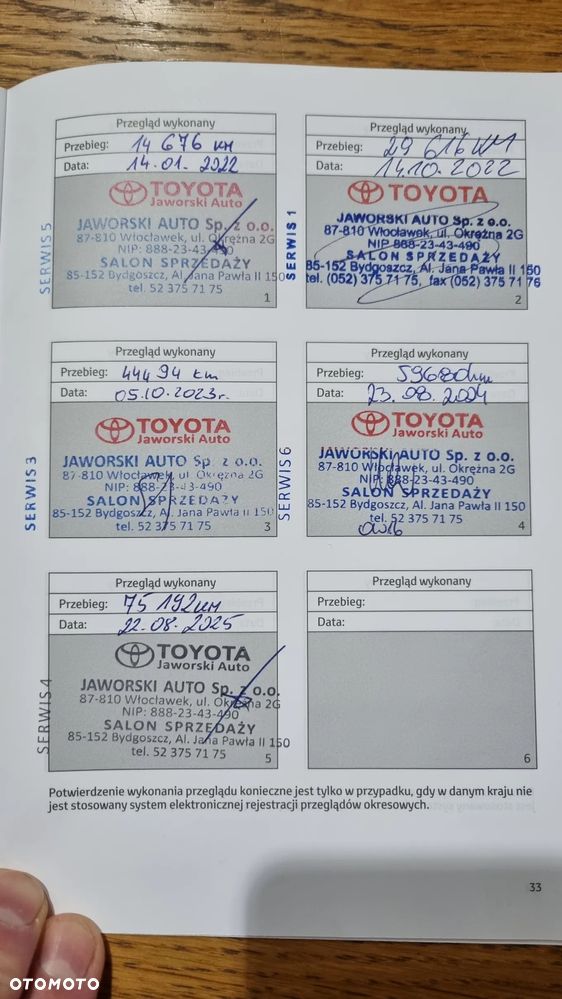 Przegląd wykonany
Przebieg: 14 676 km
Data: 14.01.2022
TOYOTA
Jaworski Auto
JAWORSKI AUTO Sp. z o.o.
87-810 Włocławek, ul. Okrężna 2G
NIP: 888-23-43-490
SALON SPRZEDAŻY
85-152 Bydgoszcz, Al. Jana Pawła II 150
tel. 52 375 71 75
SERWIS 5
1
Przegląd wykonany
Przebieg: 29 616 km
Data: 14.10.2022
TOYOTA
JAWORSKI AUTO Sp. z o.o.
87-810 Włocławek, ul. Okrężna 2G
NIP 888-23-43-490
SALON SPRZEDAŻY
85-152 Bydgoszcz, Al. Jana Pawła II 150
tel. (052) 375 71 75, fax (052) 375 71 76
SERWIS 1
2
Przegląd wykonany
Przebieg: 44494 km
Data: 05.10.2023r.
TOYOTA
Jaworski Auto
JAWORSKI AUTO Sp. z o.o.
87-810 Włocławek, ul. Okrężna 2G
NIP: 888-23-43-490
SALON SPRZEDAŻY
85-152 Bydgoszcz, Al. Jana Pawła II 150
tel. 52 375 71 75
SERWIS 3
3
Przegląd wykonany
Przebieg: 59680km
Data: 23.08.2024
TOYOTA
Jaworski Auto
JAWORSKI AUTO Sp. z o.o.
87-810 Włocławek, ul. Okrężna 2G
NIP: 888-23-43-490
SALON SPRZEDAŻY
85-152 Bydgoszcz, Al. Jana Pawła II 150
tel. 52 375 71 75
SERWIS 6
4
Przegląd wykonany
Przebieg: 75 192km
Data: 22.08.2025
TOYOTA
Jaworski Auto
JAWORSKI AUTO Sp. z o.o.
87-810 Włocławek, ul. Okrężna 2G
NIP: 888-23-43-490
SALON SPRZEDAŻY
85-152 Bydgoszcz, Al. Jana Pawła II 150
tel. 52 375 71 75
SERWIS 4
5
Przegląd wykonany
Przebieg:
Data:
6
Potwierdzenie wykonania przeglądu konieczne jest tylko w przypadku, gdy w danym kraju nie
jest stosowany system elektronicznej rejestracji przeglądów okresowych.
33
OTOMOTO